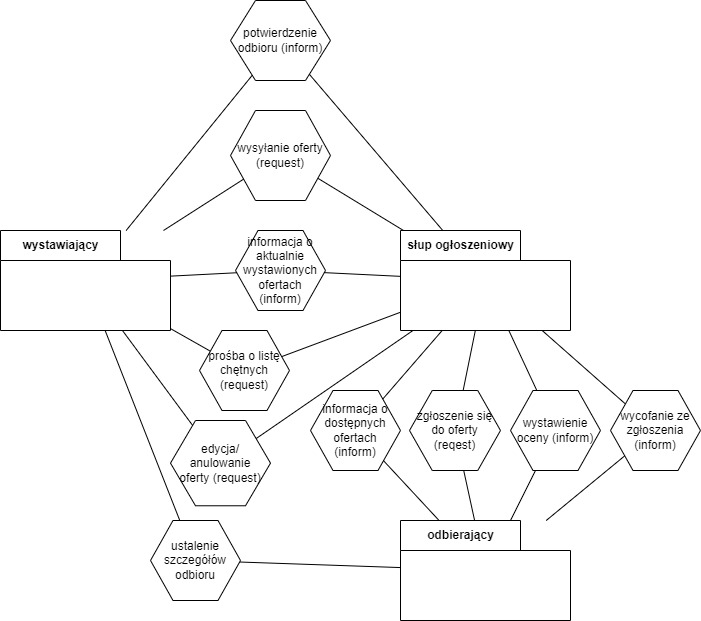 potwierdzenie
odbioru (inform)
wysyłanie oferty
(request)
wystawiający
informacja o
aktualnie
wystawionych
ofertach
(inform)
słup ogłoszeniowy
prośba o listę
chętnych
(request)
edycja/
anulowanie
oferty (request)
informacja o
dostępnych
ofertach
(inform)
zgłoszenie się
do oferty
(reqest)
wystawienie
oceny (inform)
wycofanie ze
zgłoszenia
(inform)
ustalenie
szczegółów
odbioru
odbierający